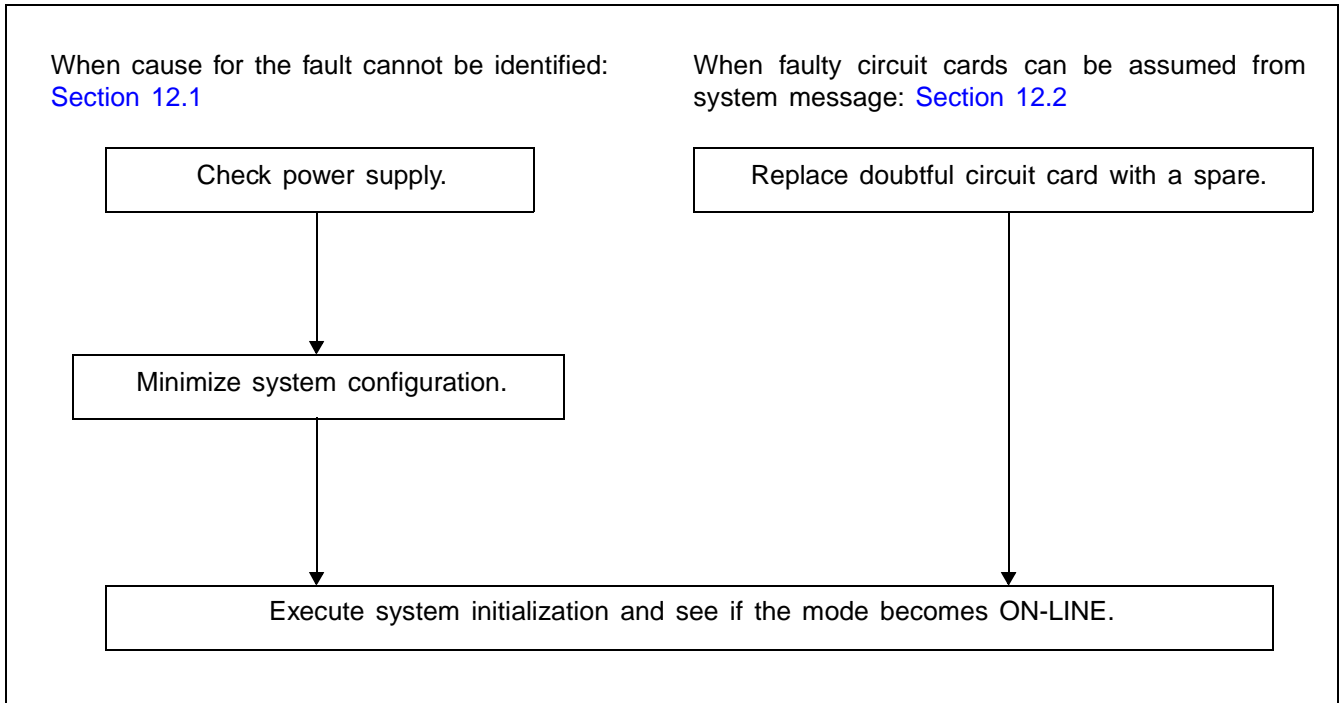 When cause for the fault cannot be identified:
Section 12.1
When faulty circuit cards can be assumed from
system message: Section 12.2
Check power supply.
Replace doubtful circuit card with a spare.
Minimize system configuration.
Execute system initialization and see if the mode becomes ON-LINE.